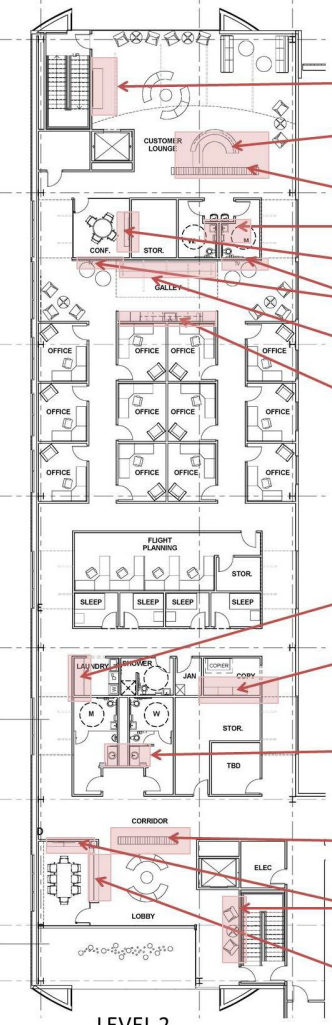 CUSTOMER
LOUNGE
W
M
CONF.
STOR.
GALLEY
OFFICE
OFFICE
OFFICE
OFFICE
OFFICE
OFFICE
OFFICE
OFFICE
OFFICE
OFFICE
OFFICE
OFFICE
FLIGHT
PLANNING
STOR.
SLEEP
SLEEP
SLEEP
SLEEP
E
LAUNDRY
SHOWER
JAN
COPIER
COPY
M
W
STOR.
TBD
D
CORRIDOR
ELEC
LOBBY
LEVEL 2